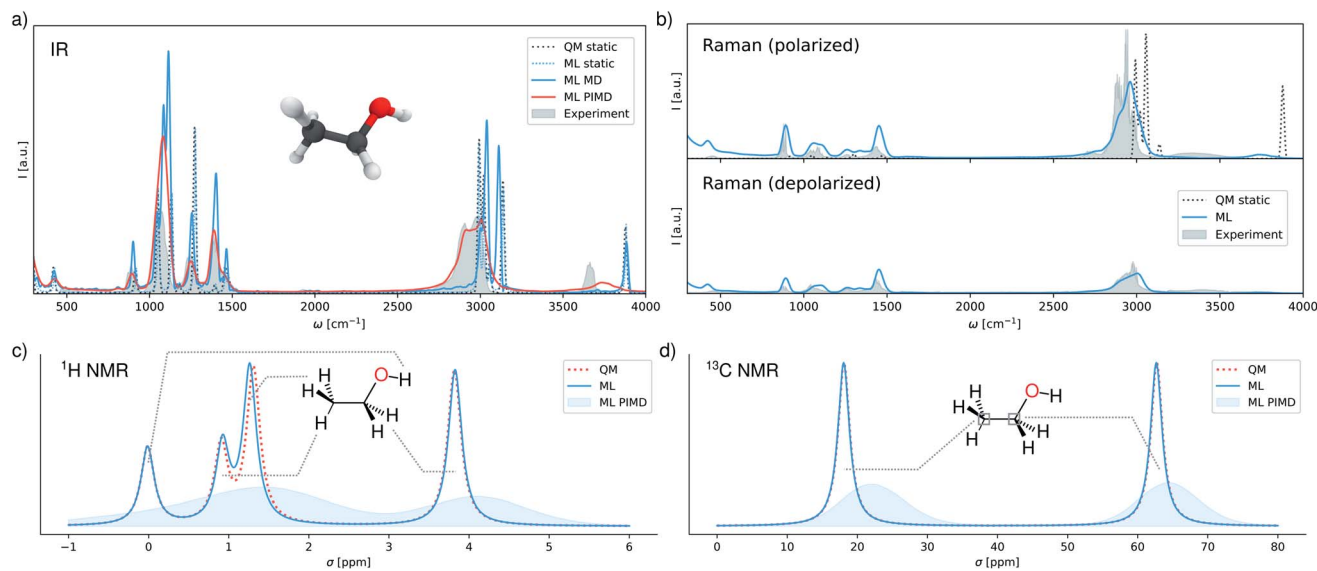 a)
IR
I [a.u.]
QM static
ML static
ML MD
ML PIMD
Experiment
500 1000 1500 2000 2500 3000 3500 4000
ω [cm⁻¹]
b)
Raman (polarized)
I [a.u.]
Raman (depolarized)
I [a.u.]
QM static
ML
Experiment
500 1000 1500 2000 2500 3000 3500 4000
ω [cm⁻¹]
c)
¹H NMR
QM
ML
ML PIMD
O H
H
H
H
H
H
−1 0 1 2 3 4 5 6
σ [ppm]
d)
¹³C NMR
QM
ML
ML PIMD
O H
H
H
H
H
H
0 10 20 30 40 50 60 70 80
σ [ppm]